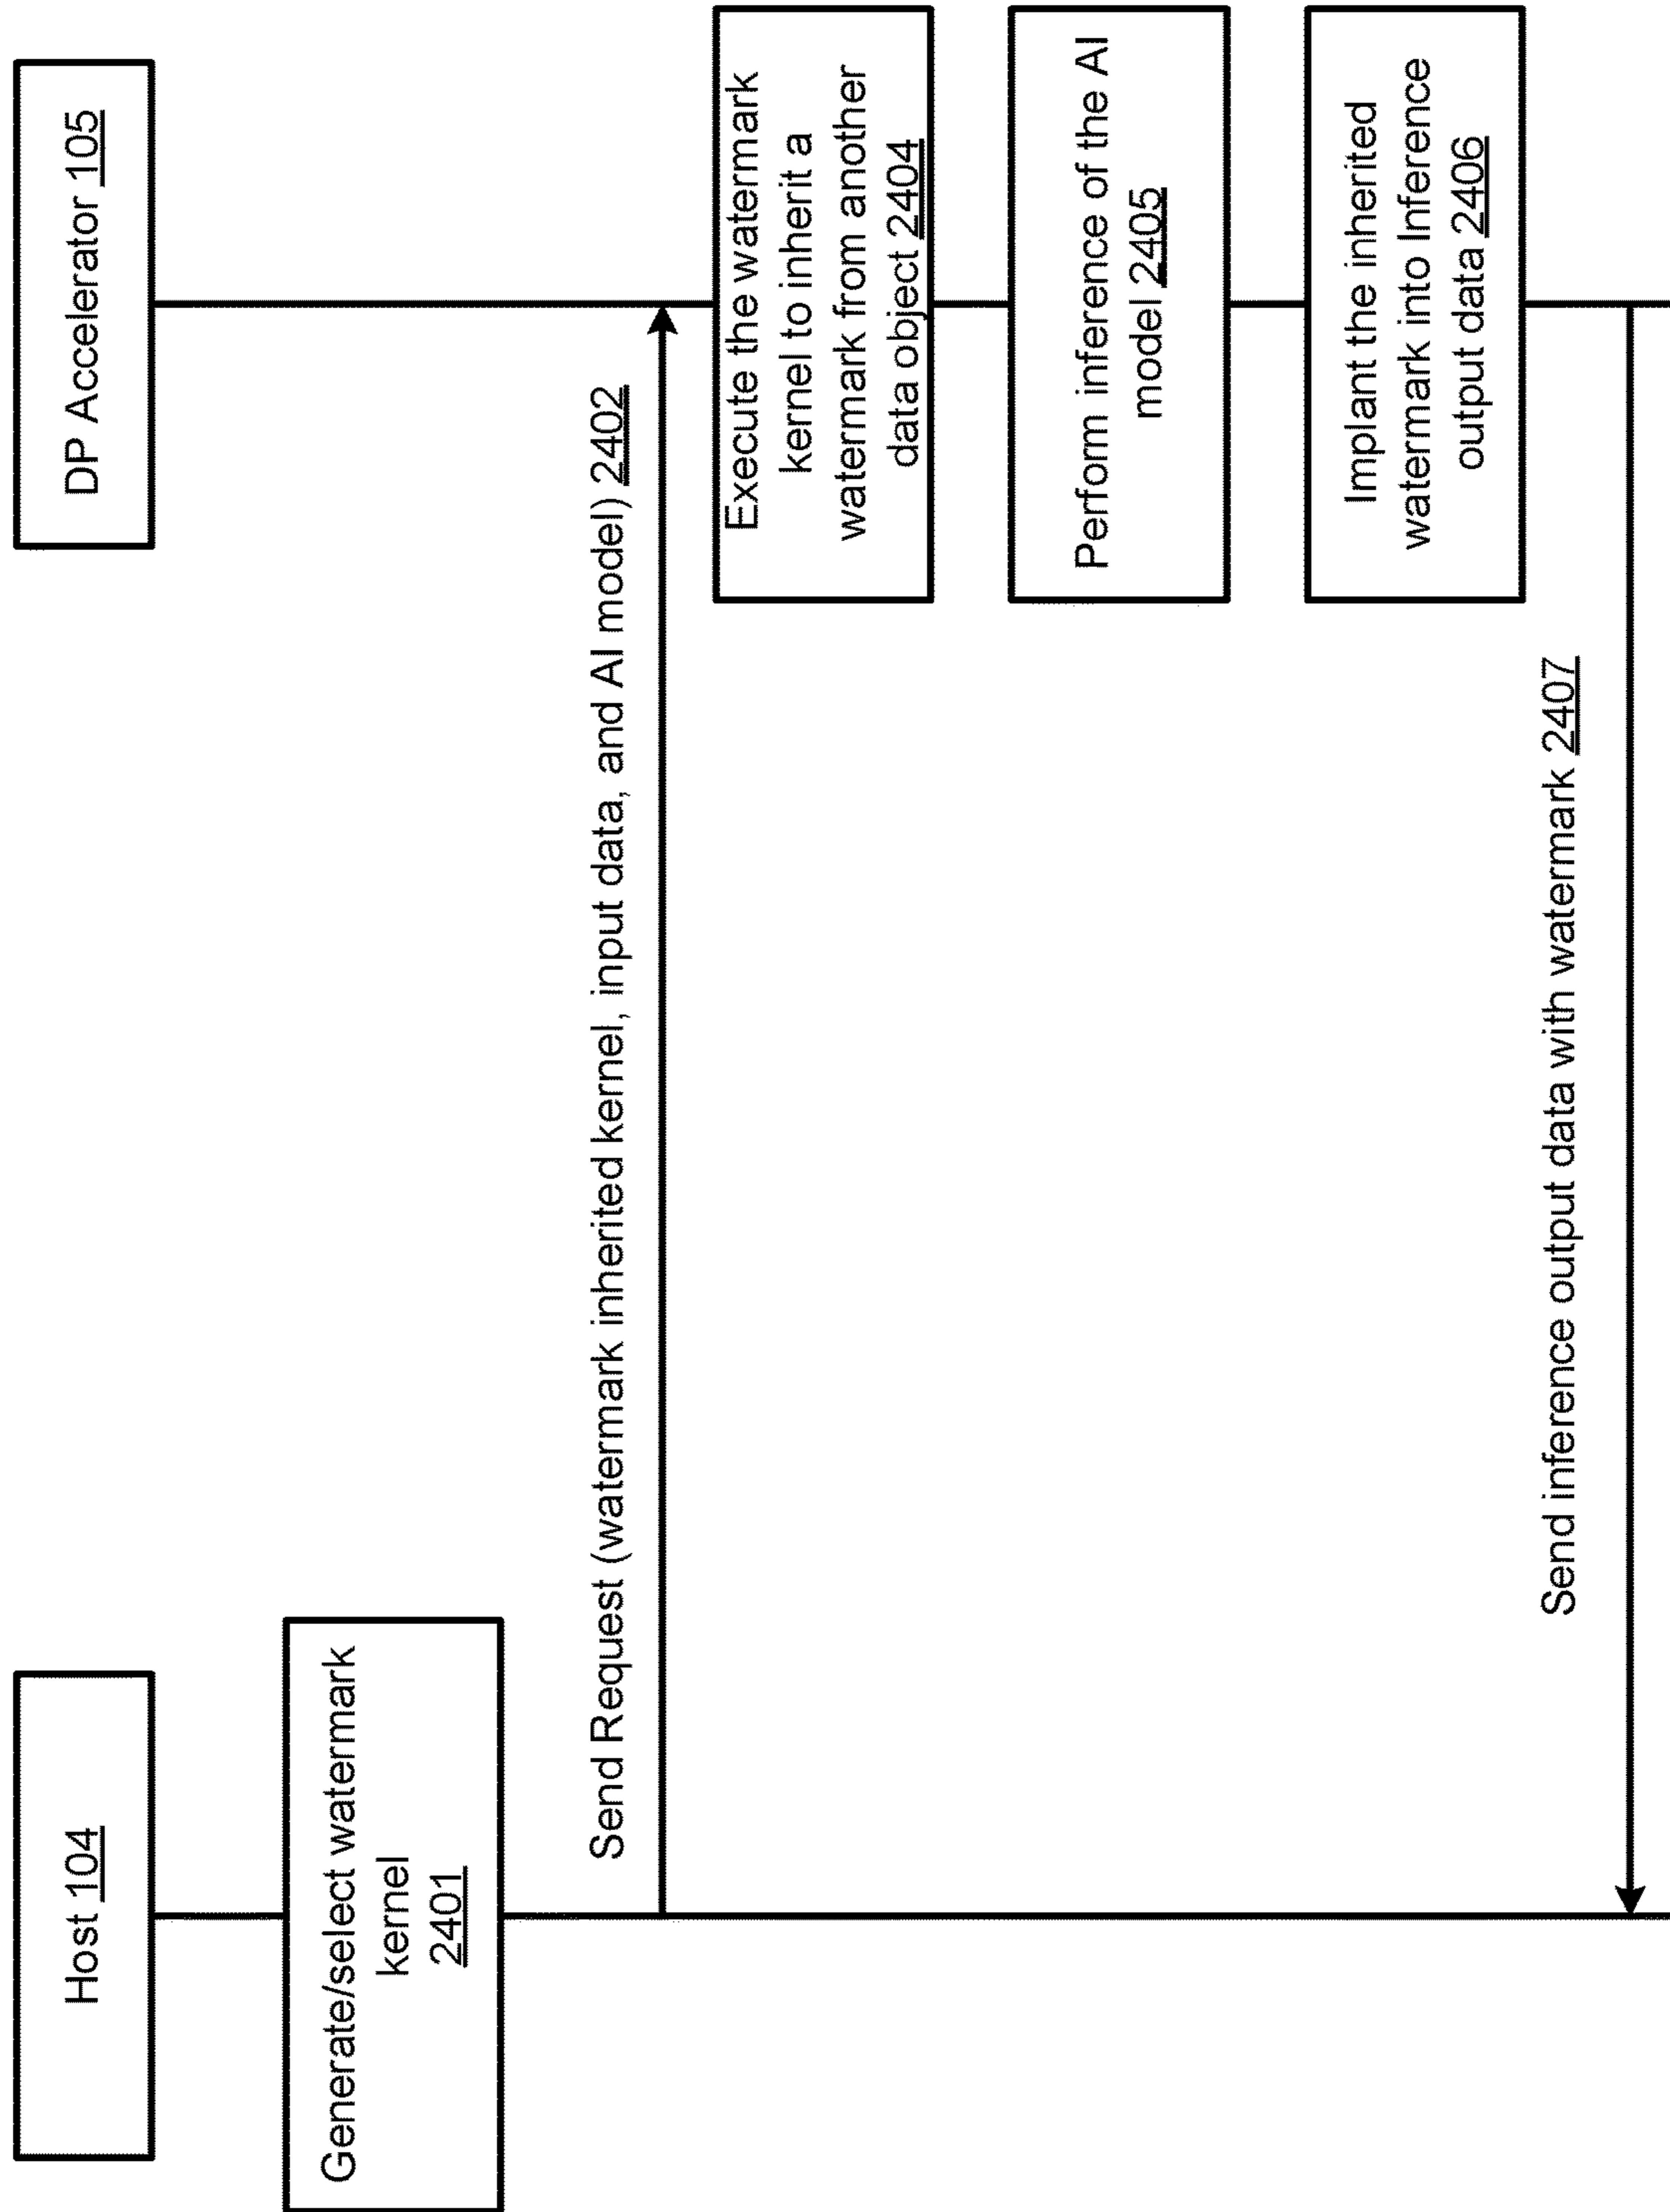 Host 104
DP Accelerator 105
Generate/select watermark
kernel
2401
Send Request (watermark inherited kernel, input data, and AI model) 2402
Execute the watermark
kernel to inherit a
watermark from another
data object 2404
Perform inference of the AI
model 2405
Implant the inherited
watermark into Inference
output data 2406
Send inference output data with watermark 2407